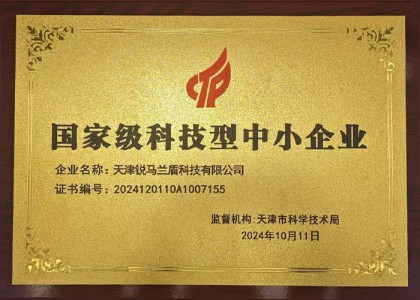 国家级科技型中小企业
企业名称：天津锐马兰盾科技有限公司
证书编号：2024120110A1007155
监督机构:天津市科学技术局
2024年10月11日